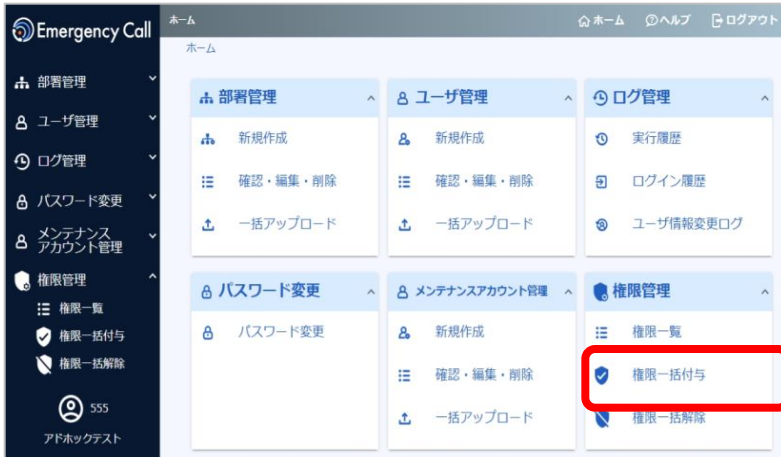 Emergency Call
部署管理
ユーザ管理
ログ管理
パスワード変更
メンテナンス
アカウント管理
権限管理
権限一覧
権限一括付与
権限一括解除
555
アドホックテスト
ホーム
ホーム
ヘルプ
ログアウト
ホーム
部署管理
新規作成
確認・編集・削除
一括アップロード
ユーザ管理
新規作成
確認・編集・削除
一括アップロード
ログ管理
実行履歴
ログイン履歴
ユーザ情報変更ログ
パスワード変更
パスワード変更
メンテナンスアカウント管理
新規作成
確認・編集・削除
一括アップロード
権限管理
権限一覧
権限一括付与
権限一括解除